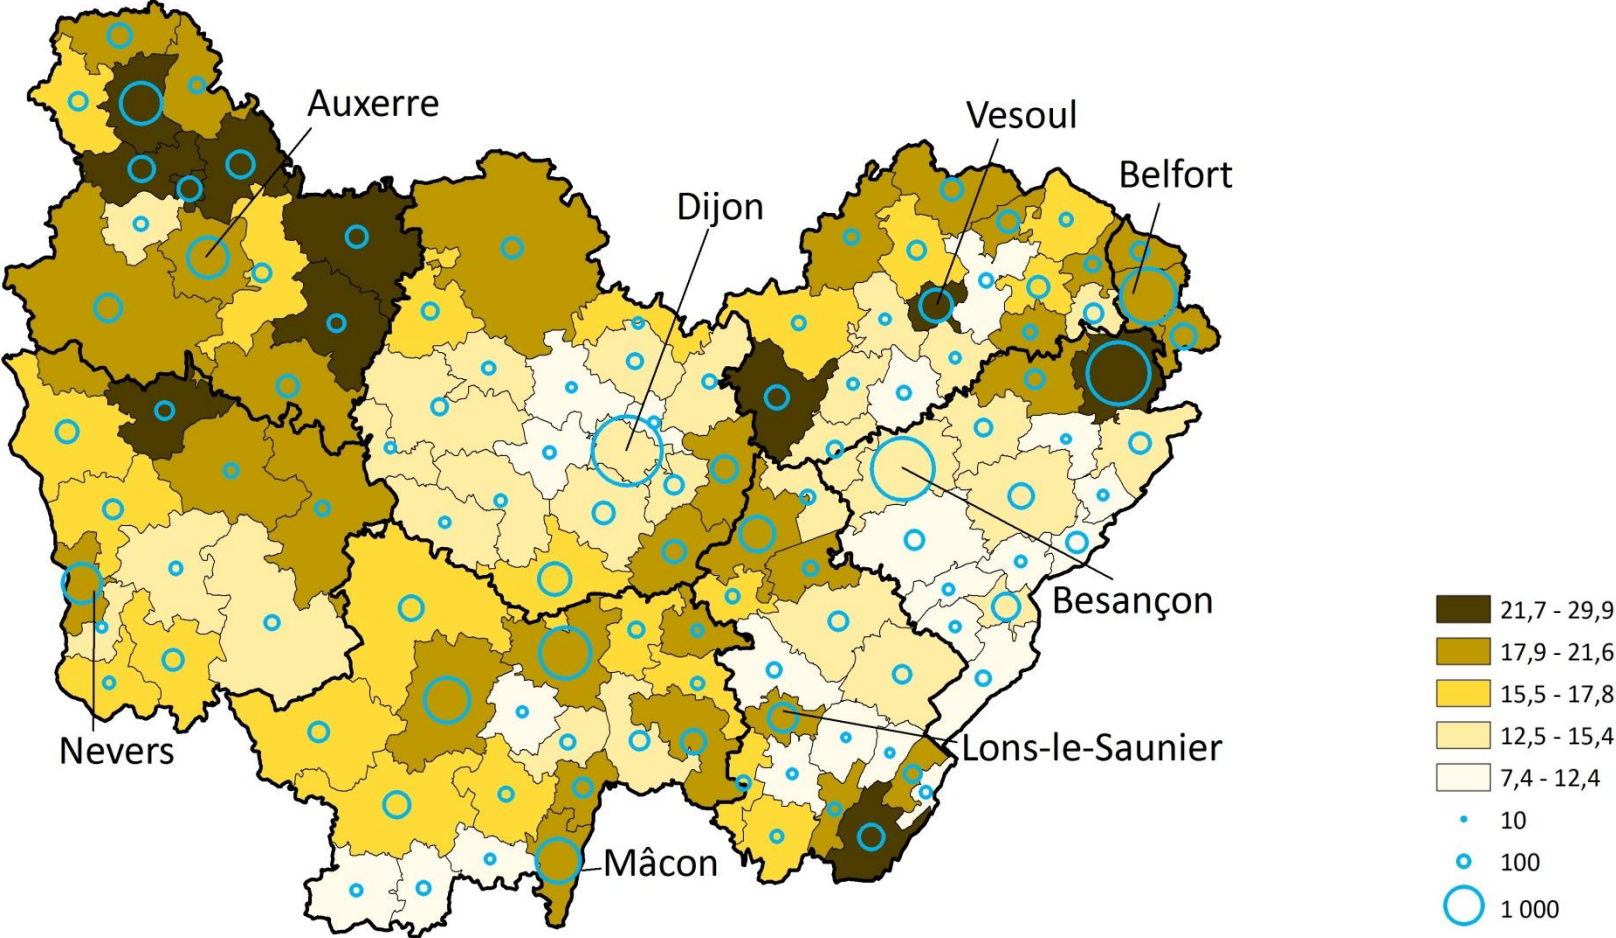 Auxerre
Vesoul
Belfort
Dijon
Besançon
Nevers
Lons-le-Saunier
Mâcon
21,7 - 29,9
17,9 - 21,6
15,5 - 17,8
12,5 - 15,4
7,4 - 12,4
10
100
1 000